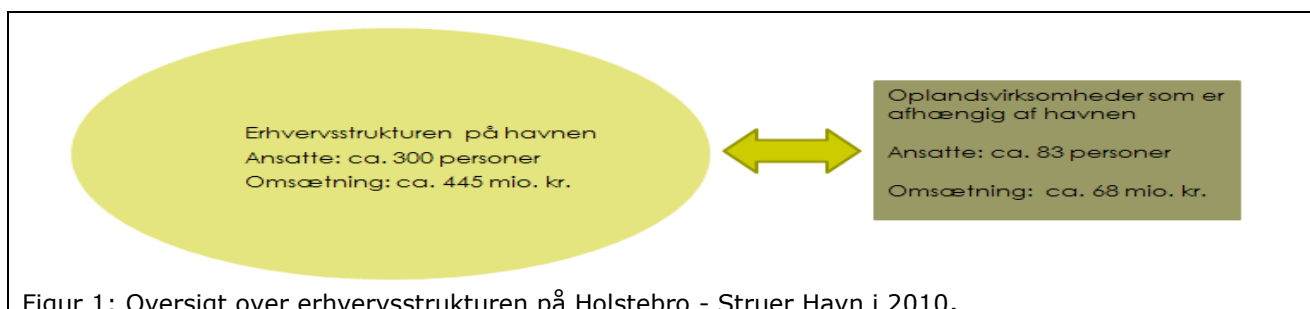 Erhvervsstrukturen på havnen
Ansatte: ca. 300 personer
Omsætning: ca. 445 mio. kr.
Oplandsvirksomheder som er
afhængig af havnen
Ansatte: ca. 83 personer
Omsætning: ca. 68 mio. kr.
Figur 1: Oversigt over erhvervsstrukturen på Holstebro - Struer Havn i 2010.